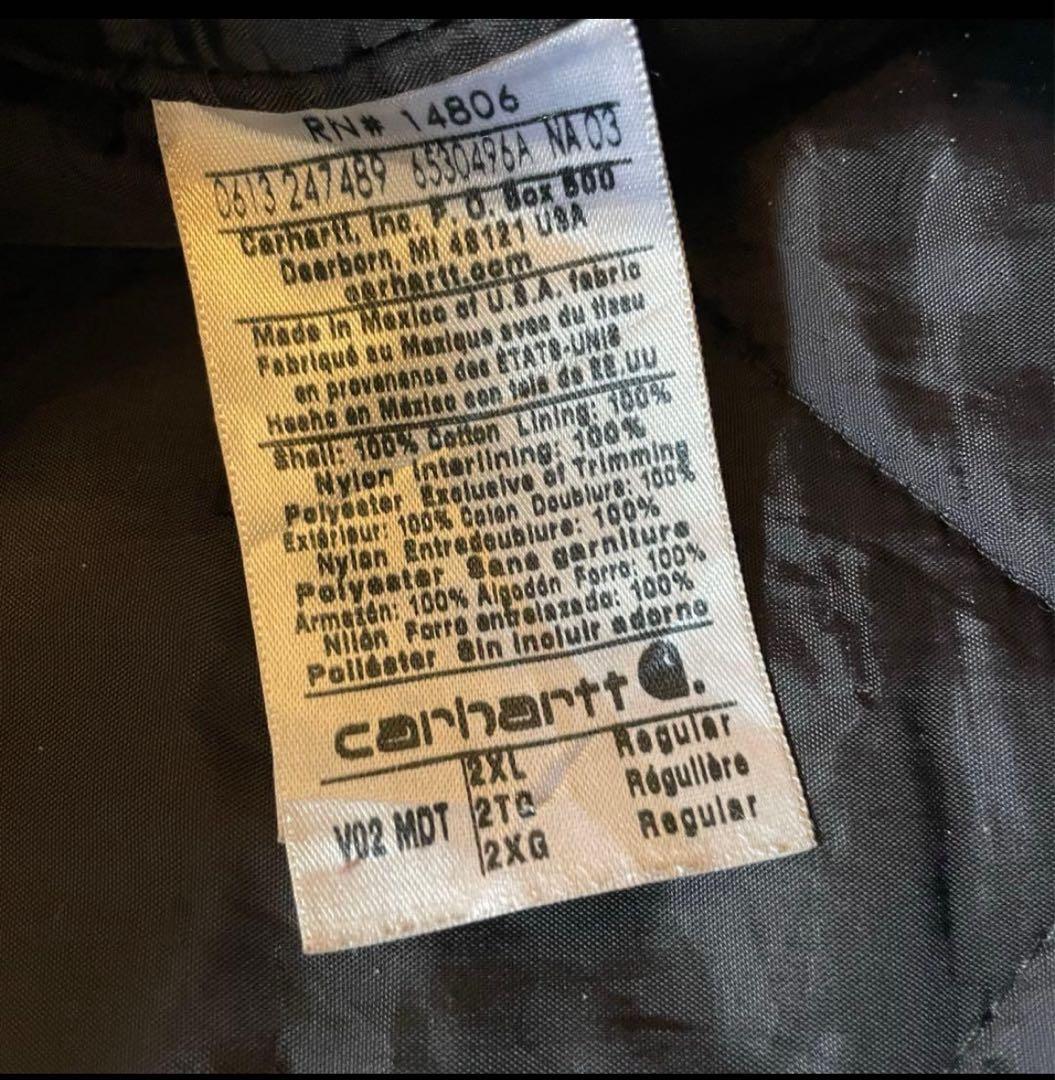 RN# 14806
0613 247489 6530496A NA 03
Carhartt, Inc. P. O. Box 600
Dearborn, MI 48121 USA
carhartt.com
Made in Mexico of U.S.A. fabric
Fabriqué au Mexique avec du tissu
en provenance des ÉTATS-UNIS
Hecho en México con tela de EE.UU
Shell: 100% Cotton Lining: 100%
Nylon Interlining: 100%
Polyester Exclusive of Trimming
Extérieur: 100% Coton Doublure: 100%
Nylon Entredoublure: 100%
Polyester Sans garniture
Armazón: 100% Algodón Forro: 100%
Nilón Forro entrelazado: 100%
Poliéster Sin incluir adorno
carhartt
V02 MDT
2XL Regular
2TG Régulière
2XG Regular